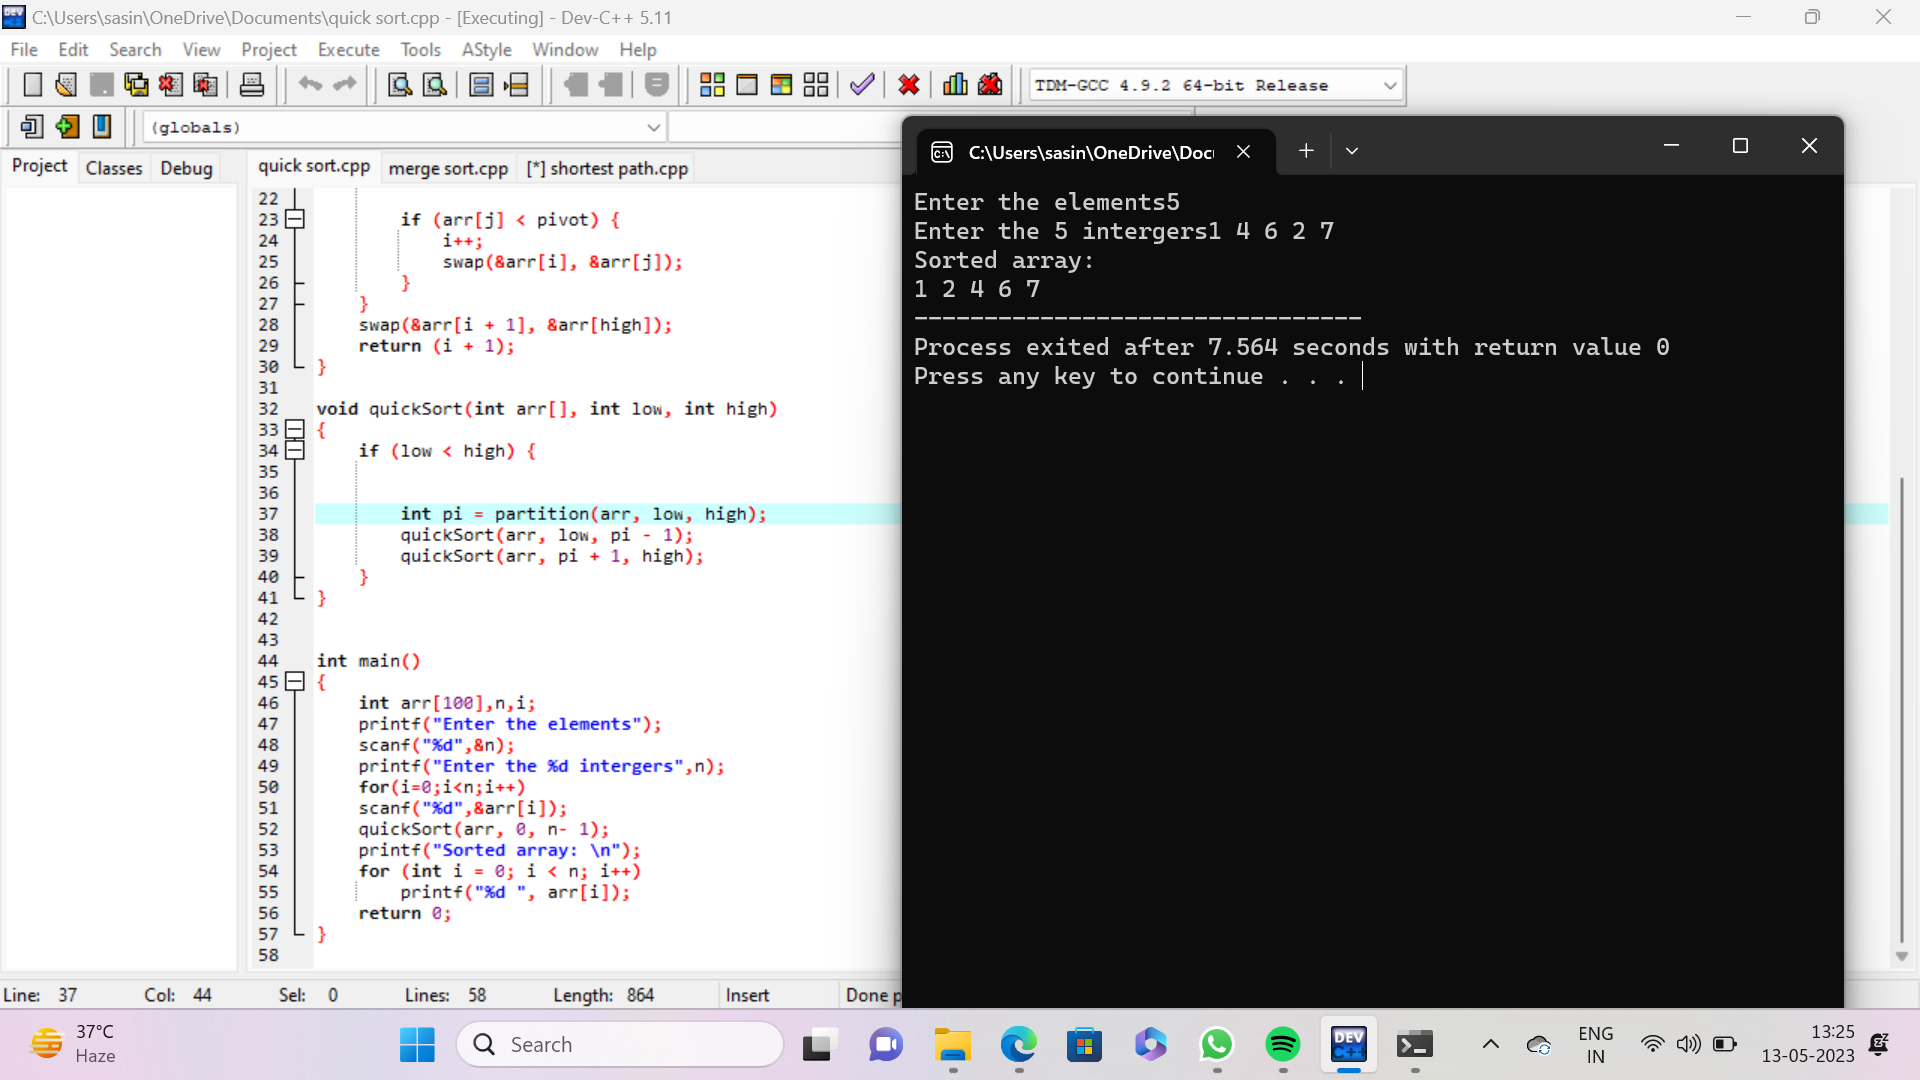 C:\Users\sasin\OneDrive\Documents\quick sort.cpp - [Executing] - Dev-C++ 5.11
File Edit Search View Project Execute Tools AStyle Window Help
TDM-GCC 4.9.2 64-bit Release
(globals)
Project Classes Debug
quick sort.cpp merge sort.cpp [*] shortest path.cpp
22
23 if (arr[j] < pivot) {
24 i++;
25 swap(&arr[i], &arr[j]);
26 }
27 }
28 swap(&arr[i + 1], &arr[high]);
29 return (i + 1);
30 }
31
32 void quickSort(int arr[], int low, int high)
33 {
34 if (low < high) {
35
36
37 int pi = partition(arr, low, high);
38 quickSort(arr, low, pi - 1);
39 quickSort(arr, pi + 1, high);
40 }
41 }
42
43
44 int main()
45 {
46 int arr[100],n,i;
47 printf("Enter the elements");
48 scanf("%d",&n);
49 printf("Enter the %d intergers",n);
50 for(i=0;i<n;i++)
51 scanf("%d",&arr[i]);
52 quickSort(arr, 0, n- 1);
53 printf("Sorted array: \n");
54 for (int i = 0; i < n; i++)
55 printf("%d ", arr[i]);
56 return 0;
57 }
58
C:\Users\sasin\OneDrive\Docu
Enter the elements5
Enter the 5 intergers1 4 6 2 7
Sorted array:
1 2 4 6 7
--------------------------------
Process exited after 7.564 seconds with return value 0
Press any key to continue . . .
Line: 37 Col: 44 Sel: 0 Lines: 58 Length: 864 Insert Done p
37°C
Haze
Search
DEV
C++
ENG
IN
13:25
13-05-2023